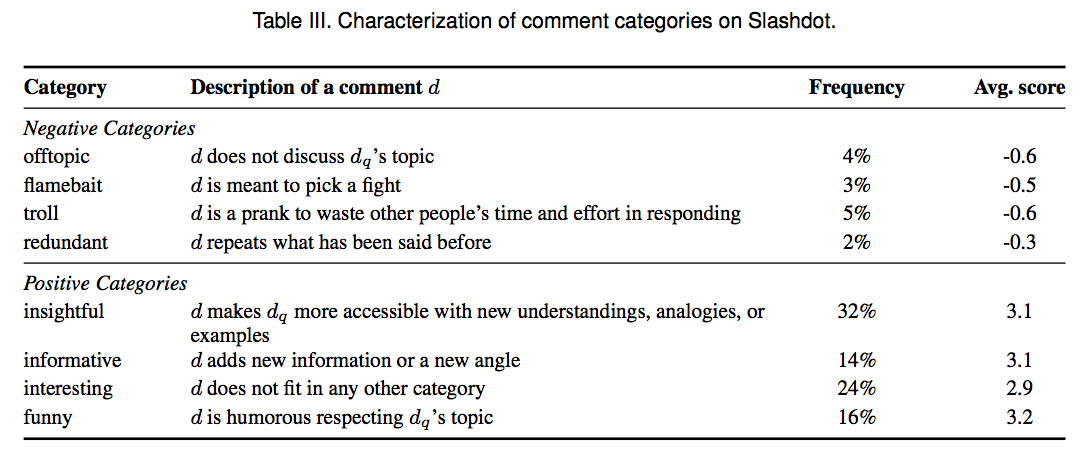 Table III. Characterization of comment categories on Slashdot.
Category Description of a comment d Frequency Avg. score
Negative Categories
offtopic d does not discuss dq's topic 4% -0.6
flamebait d is meant to pick a fight 3% -0.5
troll d is a prank to waste other people's time and effort in responding 5% -0.6
redundant d repeats what has been said before 2% -0.3
Positive Categories
insightful d makes dq more accessible with new understandings, analogies, or 32% 3.1
examples
informative d adds new information or a new angle 14% 3.1
interesting d does not fit in any other category 24% 2.9
funny d is humorous respecting dq's topic 16% 3.2